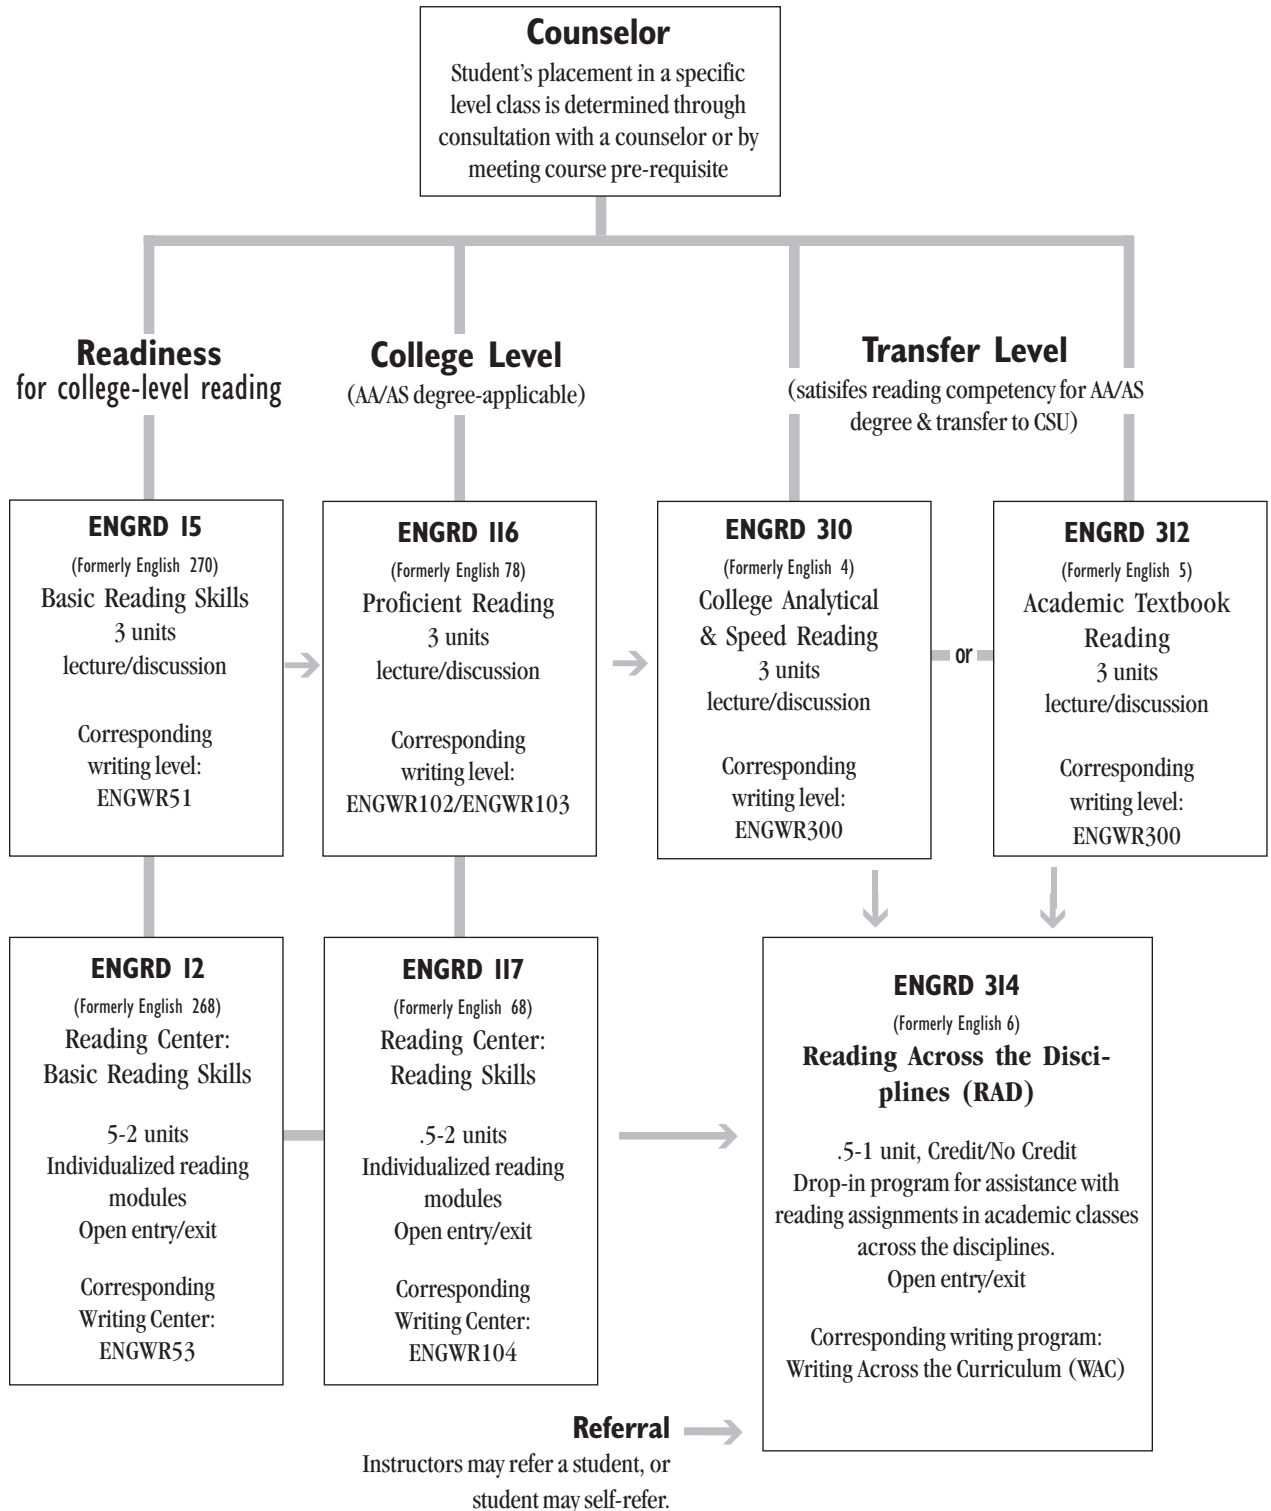 Counselor
Student's placement in a specific
level class is determined through
consultation with a counselor or by
meeting course pre-requisite
Readiness
for college-level reading
College Level
(AA/AS degree-applicable)
Transfer Level
(satisifes reading competency for AA/AS
degree & transfer to CSU)
ENGRD 15
(Formerly English 270)
Basic Reading Skills
3 units
lecture/discussion
Corresponding
writing level:
ENGWR51
ENGRD 116
(Formerly English 78)
Proficient Reading
3 units
lecture/discussion
Corresponding
writing level:
ENGWR102/ENGWR103
ENGRD 310
(Formerly English 4)
College Analytical
& Speed Reading
3 units
lecture/discussion
Corresponding
writing level:
ENGWR300
or
ENGRD 312
(Formerly English 5)
Academic Textbook
Reading
3 units
lecture/discussion
Corresponding
writing level:
ENGWR300
ENGRD 12
(Formerly English 268)
Reading Center:
Basic Reading Skills
5-2 units
Individualized reading
modules
Open entry/exit
Corresponding
Writing Center:
ENGWR53
ENGRD 117
(Formerly English 68)
Reading Center:
Reading Skills
.5-2 units
Individualized reading
modules
Open entry/exit
Corresponding
Writing Center:
ENGWR104
ENGRD 314
(Formerly English 6)
Reading Across the Disci-
plines (RAD)
.5-1 unit, Credit/No Credit
Drop-in program for assistance with
reading assignments in academic classes
across the disciplines.
Open entry/exit
Corresponding writing program:
Writing Across the Curriculum (WAC)
Referral
Instructors may refer a student, or
student may self-refer.